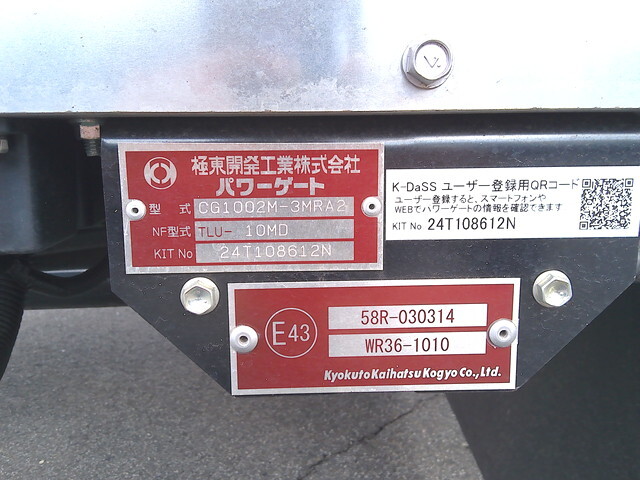 極東開発工業株式会社
パワーゲート
型 式 CG1002M-3MRA2
NF型式 TLU- 10MD
KIT No 24T108612N
K-DaSS ユーザー登録用QRコード
ユーザー登録すると、スマートフォンや
WEBでパワーゲートの情報を確認できます
KIT No 24T108612N
E43
58R-030314
WR36-1010
Kyokuto Kaihatsu Kogyo Co., Ltd.